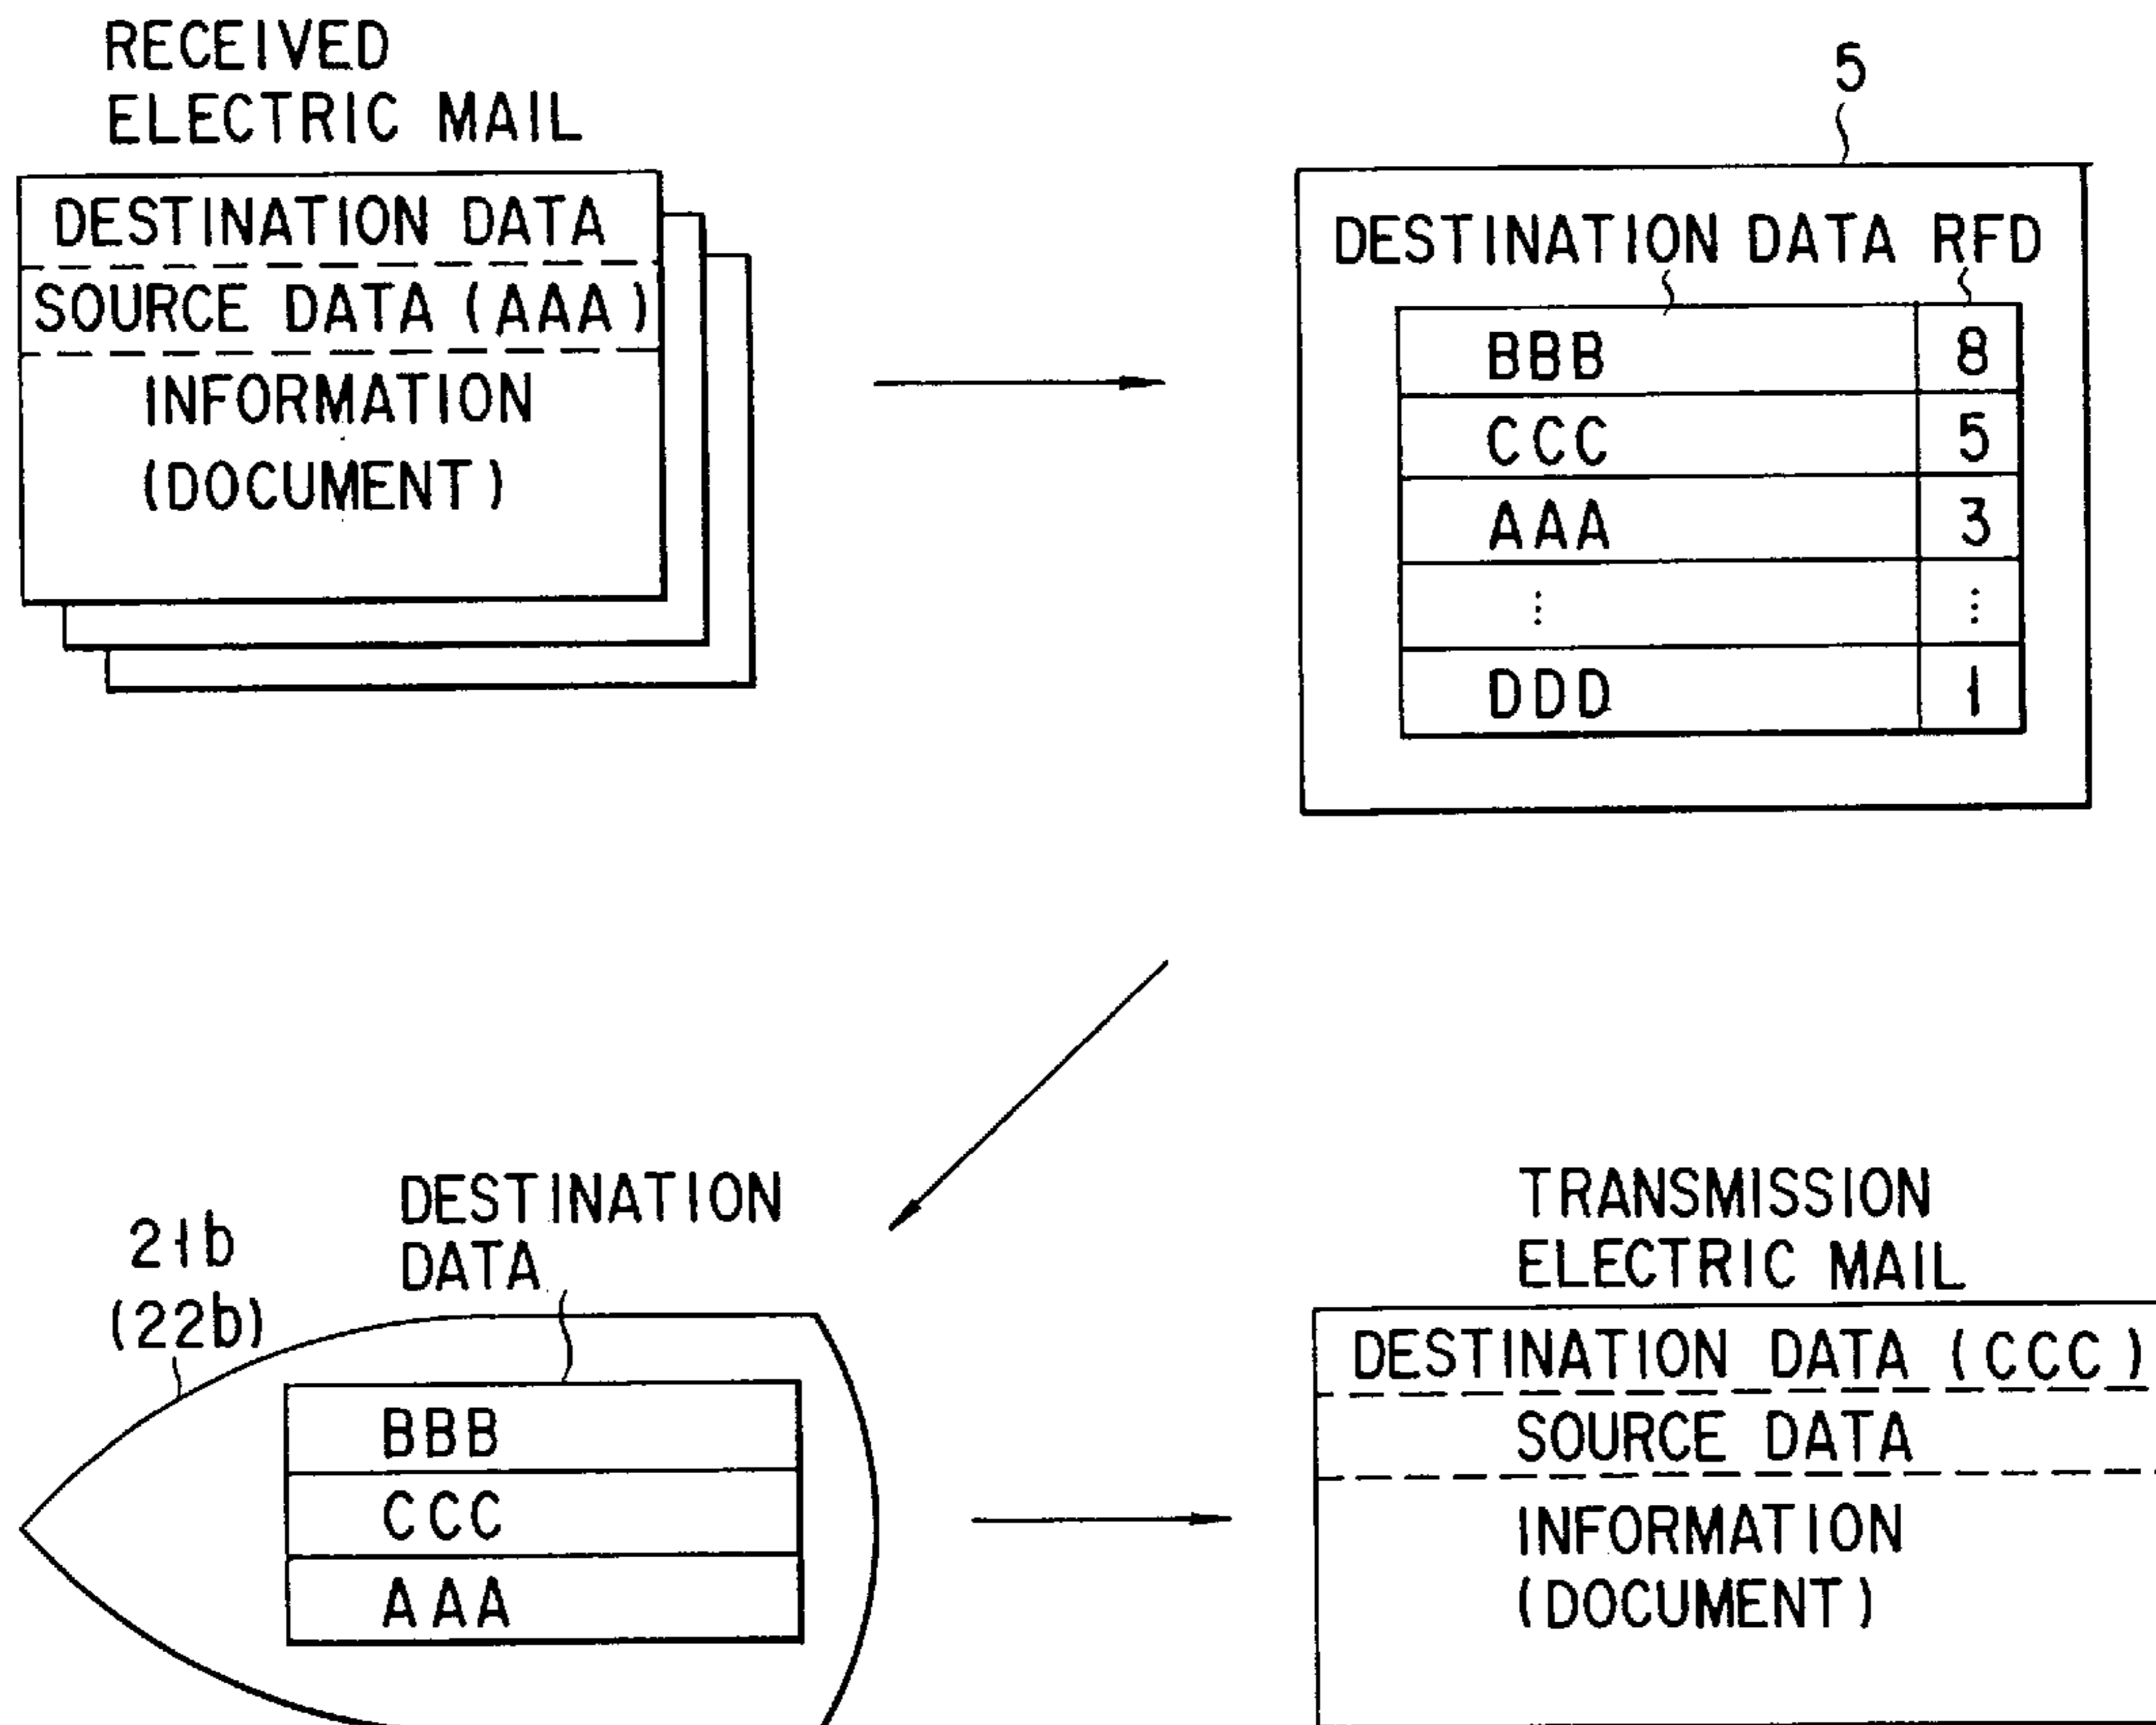 RECEIVED
ELECTRIC MAIL
DESTINATION DATA
SOURCE DATA (AAA)
INFORMATION
(DOCUMENT)
5
DESTINATION DATA RFD
BBB 8
CCC 5
AAA 3
⋮ ⋮
DDD 1
21b
(22b)
DESTINATION
DATA
BBB
CCC
AAA
TRANSMISSION
ELECTRIC MAIL
DESTINATION DATA (CCC)
SOURCE DATA
INFORMATION
(DOCUMENT)